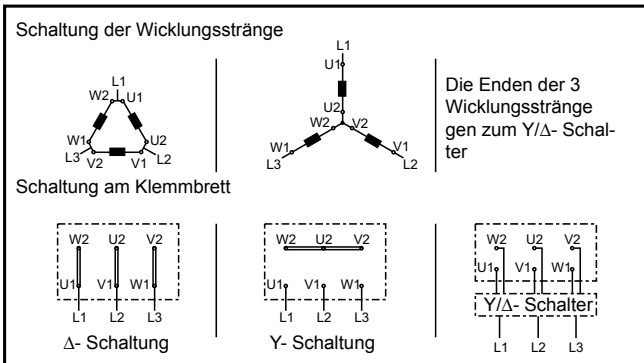 Schaltung der Wicklungsstränge
L1
W2 U1
W1 U2
L3 V2 V1 L2
L1
U1
U2
W2 V2
W1 V1
L3 L2
Die Enden der 3
Wicklungsstränge
gen zum Y/Δ- Schal-
ter
Schaltung am Klemmbrett
W2 U2 V2
U1 V1 W1
L1 L2 L3
Δ- Schaltung
W2 U2 V2
U1 V1 W1
L1 L2 L3
Y- Schaltung
W2 U2 V2
U1 V1 W1
Y/Δ- Schalter
L1 L2 L3